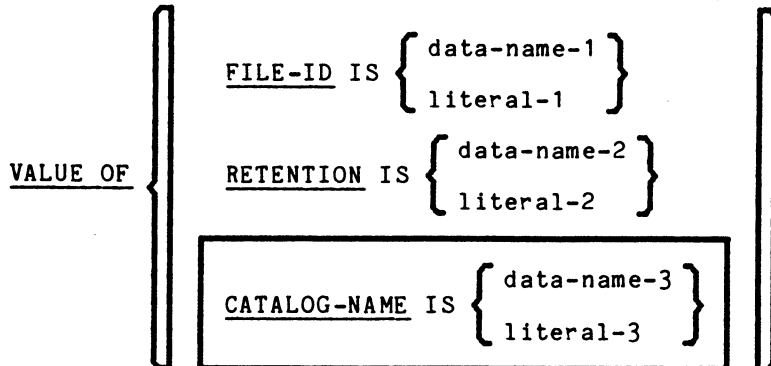 data-name-1
FILE-ID IS
literal-1
data-name-2
VALUE OF RETENTION IS
literal-2
data-name-3
CATALOG-NAME IS
literal-3